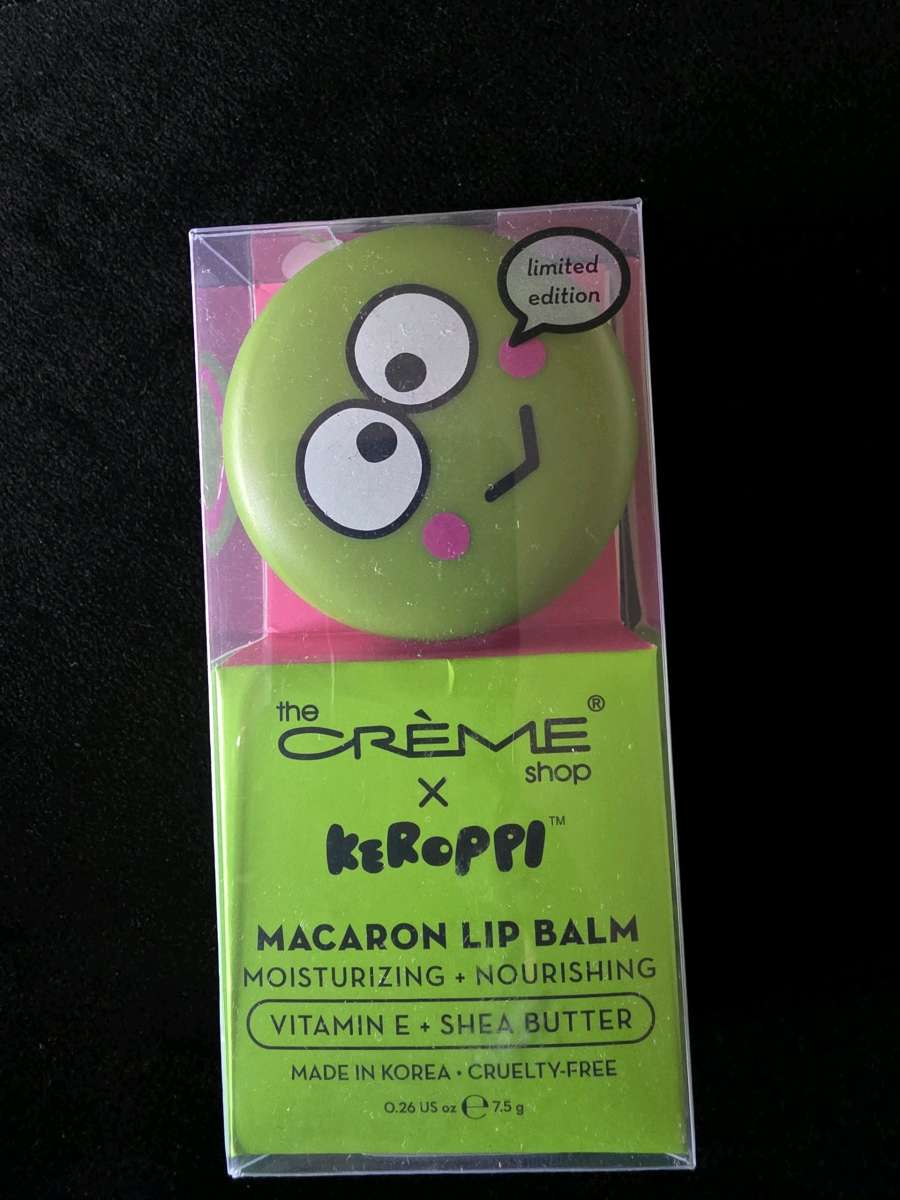 limited
edition
the
CRÈME®
shop
X
KEROPPI™
MACARON LIP BALM
MOISTURIZING + NOURISHING
VITAMIN E + SHEA BUTTER
MADE IN KOREA • CRUELTY-FREE
0.26 US oz ℮ 7.5 g